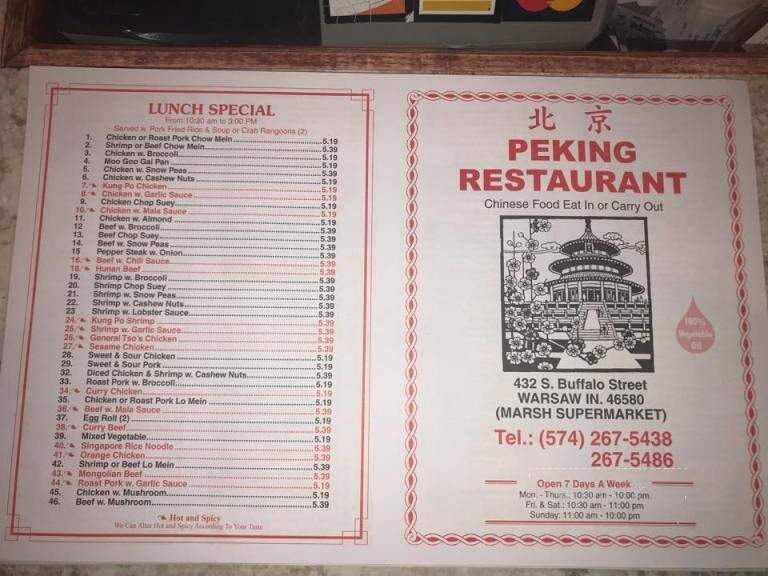 LUNCH SPECIAL
From 10:30 am to 3:00 PM
Served w. Pork Fried Rice & Soup or Crab Rangoons (2)
1. Chicken or Roast Pork Chow Mein 5.19
2. Shrimp or Beef Chow Mein 5.39
3. Chicken w. Broccoli 5.19
4. Moo Goo Gai Pan 5.19
5. Chicken w. Snow Peas 5.39
6. Chicken w. Cashew Nuts 5.19
7. Kung Po Chicken 5.19
8. Chicken w. Garlic Sauce 5.19
9. Chicken Chop Suey 5.19
10. Chicken w. Mala Sauce 5.19
11. Chicken w. Almond 5.19
12 Beef w. Broccoli 5.39
13. Beef Chop Suey 5.39
14. Beef w. Snow Peas 5.39
15 Pepper Steak w. Onion 5.39
16. Beef w. Chili Sauce 5.39
18. Hunan Beef 5.39
19. Shrimp w. Broccoli 5.39
20. Shrimp Chop Suey 5.39
21. Shrimp w. Snow Peas 5.39
22. Shrimp w. Cashew Nuts 5.39
23 Shrimp w. Lobster Sauce 5.39
24. Kung Po Shrimp 5.39
25. Shrimp w. Garlic Sauce 5.39
26. General Tso's Chicken 5.39
27. Sesame Chicken 5.39
28. Sweet & Sour Chicken 5.19
29. Sweet & Sour Pork 5.19
32. Diced Chicken & Shrimp w. Cashew Nuts 5.39
33. Roast Pork w. Broccoli 5.19
34. Curry Chicken 5.19
35. Chicken or Roast Pork Lo Mein 5.19
36. Beef w. Mala Sauce 5.39
37. Egg Roll (2) 5.19
38. Curry Beef 5.39
39. Mixed Vegetable 5.19
40. Singapore Rice Noodle 5.39
41. Orange Chicken 5.39
42. Shrimp or Beef Lo Mein 5.39
43. Mongolian Beef 5.39
44. Roast Pork w. Garlic Sauce 5.19
45. Chicken w. Mushroom 5.19
46. Beef w. Mushroom 5.39
Hot and Spicy
We Can Alter Hot and Spicy According To Your Taste
北 京
PEKING
RESTAURANT
Chinese Food Eat In or Carry Out
100%
Vegetable
Oil
432 S. Buffalo Street
WARSAW IN. 46580
(MARSH SUPERMARKET)
Tel.: (574) 267-5438
267-5486
Open 7 Days A Week
Mon. - Thurs.: 10:30 am - 10:00 pm
Fri. & Sat.: 10:30 am - 11:00 pm
Sunday: 11:00 am - 10:00 pm